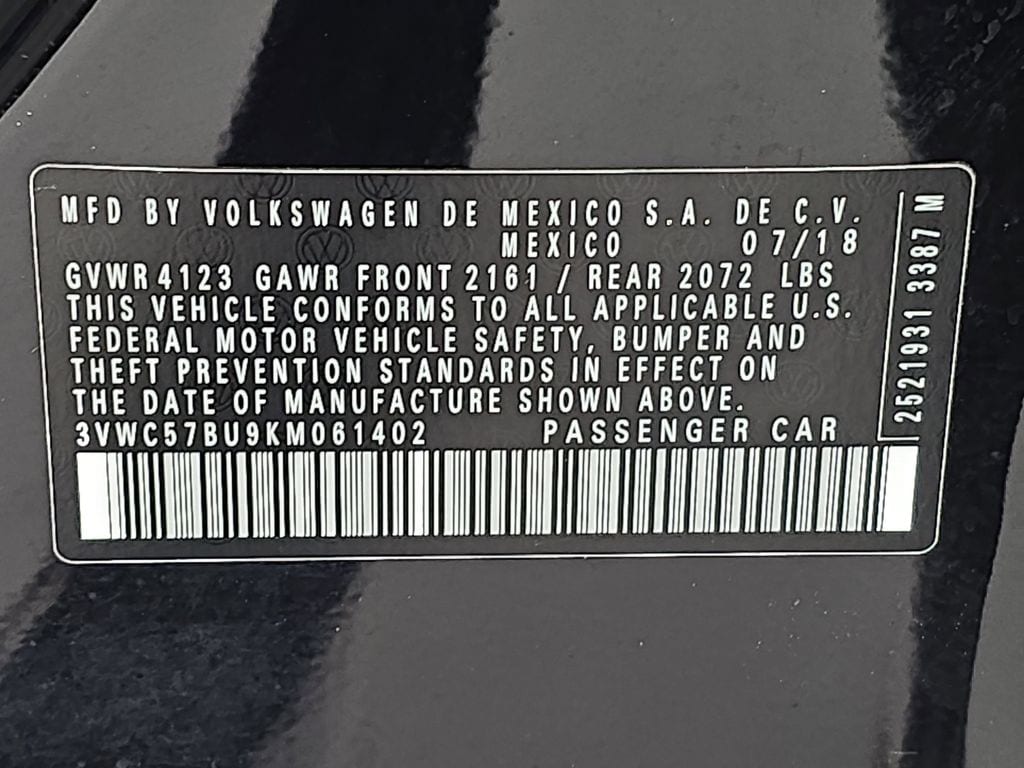 MFD BY VOLKSWAGEN DE MEXICO S.A. DE C.V.
MEXICO 07/18
GVWR 4123 GAWR FRONT 2161 / REAR 2072 LBS
THIS VEHICLE CONFORMS TO ALL APPLICABLE U.S.
FEDERAL MOTOR VEHICLE SAFETY, BUMPER AND
THEFT PREVENTION STANDARDS IN EFFECT ON
THE DATE OF MANUFACTURE SHOWN ABOVE.
3VWC57BU9KM061402 PASSENGER CAR
2521931 3387 M